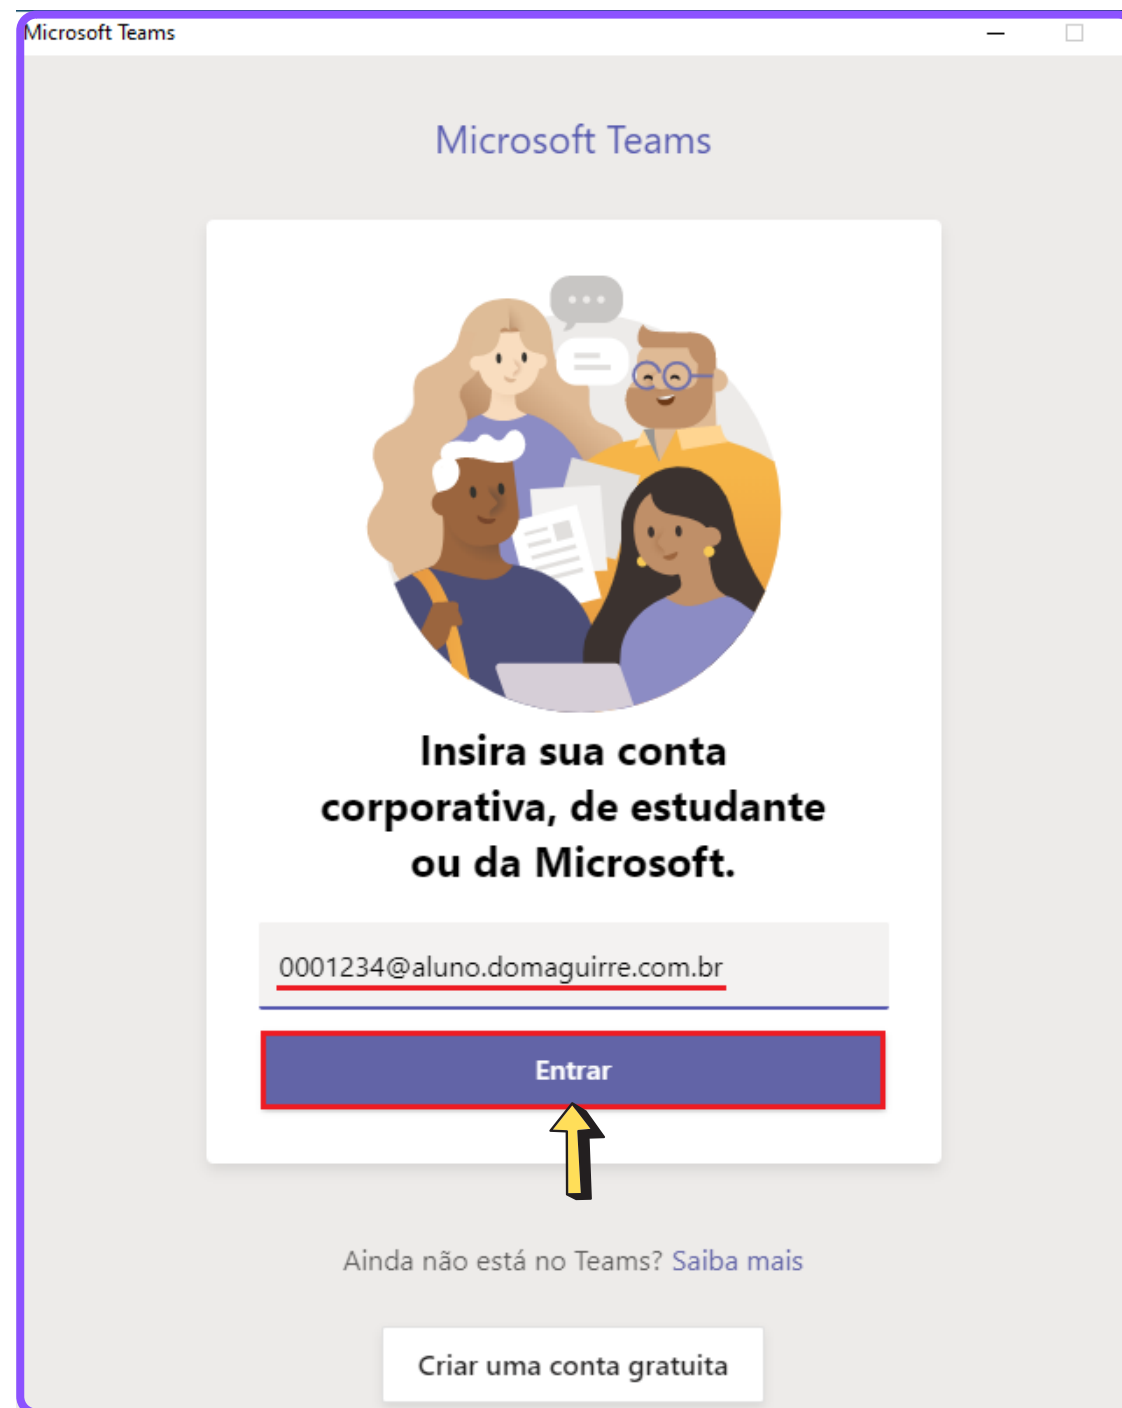 Microsoft Teams
Microsoft Teams
Insira sua conta
corporativa, de estudante
ou da Microsoft.
0001234@aluno.domaguirre.com.br
Entrar
Ainda não está no Teams? Saiba mais
Criar uma conta gratuita